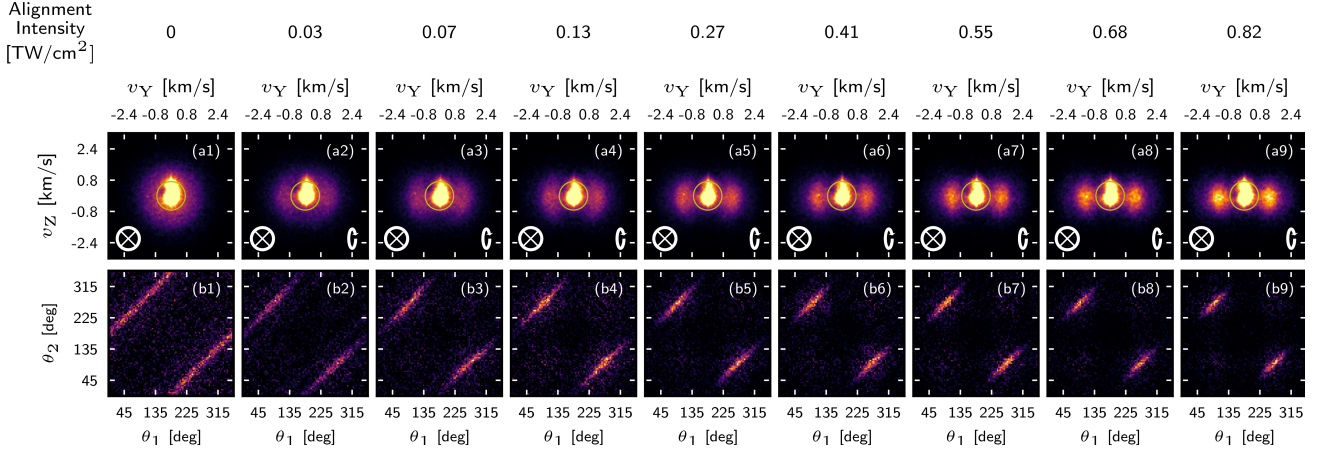 Alignment
Intensity
[TW/cm²]
0 0.03 0.07 0.13 0.27 0.41 0.55 0.68 0.82
v_Y [km/s] v_Y [km/s] v_Y [km/s] v_Y [km/s] v_Y [km/s] v_Y [km/s] v_Y [km/s] v_Y [km/s] v_Y [km/s]
-2.4 -0.8 0.8 2.4 -2.4 -0.8 0.8 2.4 -2.4 -0.8 0.8 2.4 -2.4 -0.8 0.8 2.4 -2.4 -0.8 0.8 2.4 -2.4 -0.8 0.8 2.4 -2.4 -0.8 0.8 2.4 -2.4 -0.8 0.8 2.4 -2.4 -0.8 0.8 2.4
v_Z [km/s]
2.4
0.8
-0.8
-2.4
(a1) (a2) (a3) (a4) (a5) (a6) (a7) (a8) (a9)
θ₂ [deg]
315
225
135
45
(b1) (b2) (b3) (b4) (b5) (b6) (b7) (b8) (b9)
45 135 225 315 45 135 225 315 45 135 225 315 45 135 225 315 45 135 225 315 45 135 225 315 45 135 225 315 45 135 225 315 45 135 225 315
θ₁ [deg] θ₁ [deg] θ₁ [deg] θ₁ [deg] θ₁ [deg] θ₁ [deg] θ₁ [deg] θ₁ [deg] θ₁ [deg]